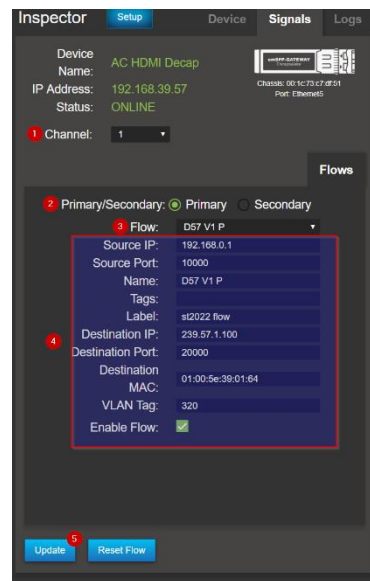 Inspector Setup Device Signals Logs
Device Name: AC HDMI Decap
IP Address: 192.168.39.57
Status: ONLINE
emSFP-GATEWAY
Chassis: 00:1c:73:c7:df:51
Port: Ethernet5
1 Channel: 1
Flows
2 Primary/Secondary: Primary Secondary
3 Flow: D57 V1 P
4
Source IP: 192.168.0.1
Source Port: 10000
Name: D57 V1 P
Tags:
Label: st2022 flow
Destination IP: 239.57.1.100
Destination Port: 20000
Destination MAC: 01:00:5e:39:01:64
VLAN Tag: 320
Enable Flow:
5
Update Reset Flow